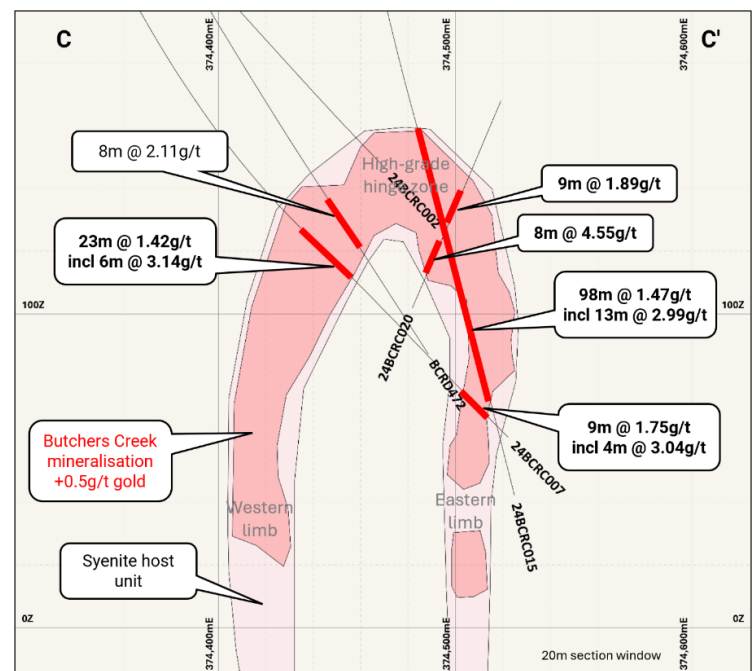 C
374,400mE
374,500mE
374,600mE
C'
8m @ 2.11g/t
High-grade
hinge zone
24BCRC002
9m @ 1.89g/t
23m @ 1.42g/t
incl 6m @ 3.14g/t
8m @ 4.55g/t
98m @ 1.47g/t
incl 13m @ 2.99g/t
100Z
100Z
24BCRC020
BCRD472
9m @ 1.75g/t
incl 4m @ 3.04g/t
Butchers Creek
mineralisation
+0.5g/t gold
24BCRC007
Western
limb
Eastern
limb
24BCRC015
Syenite host
unit
0Z
0Z
374,400mE
374,500mE
374,600mE
20m section window